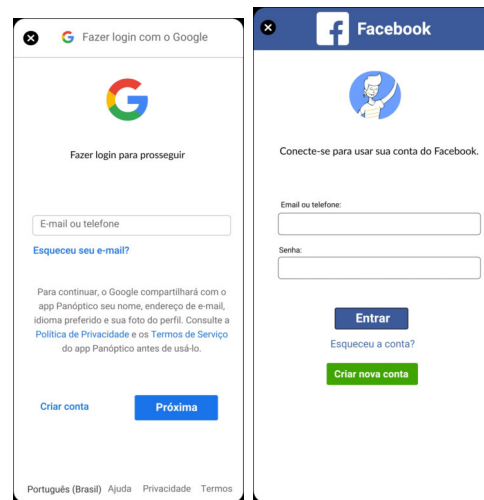 Fazer login com o Google
Fazer login para prosseguir
E-mail ou telefone
Esqueceu seu e-mail?
Para continuar, o Google compartilhará com o
app Panóptico seu nome, endereço de e-mail,
idioma preferido e sua foto do perfil. Consulte a
Política de Privacidade e os Termos de Serviço
do app Panóptico antes de usá-lo.
Criar conta
Próxima
Português (Brasil) Ajuda Privacidade Termos
Facebook
Conecte-se para usar sua conta do Facebook.
Email ou telefone:
Senha:
Entrar
Esqueceu a conta?
Criar nova conta